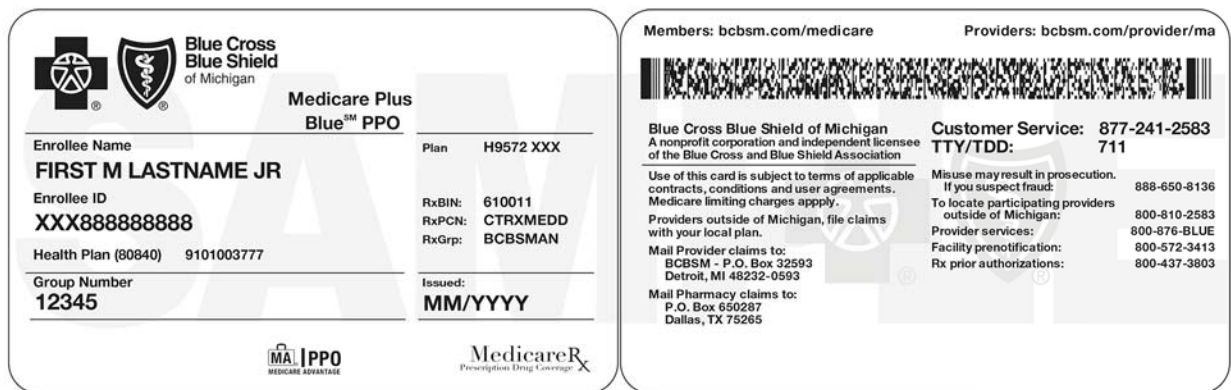 Blue Cross
Blue Shield
of Michigan
®
®
Medicare Plus
Blue℠ PPO
Enrollee Name
FIRST M LASTNAME JR
Enrollee ID
XXX888888888
Health Plan (80840) 9101003777
Group Number
12345
Plan H9572 XXX
RxBIN: 610011
RxPCN: CTRXMEDD
RxGrp: BCBSMAN
Issued:
MM/YYYY
MA PPO
MEDICARE ADVANTAGE
MedicareRx
Prescription Drug Coverage
SAMPLE
Members: bcbsm.com/medicare
Providers: bcbsm.com/provider/ma
Blue Cross Blue Shield of Michigan
A nonprofit corporation and independent licensee
of the Blue Cross and Blue Shield Association
Use of this card is subject to terms of applicable
contracts, conditions and user agreements.
Medicare limiting charges appply.
Providers outside of Michigan, file claims
with your local plan.
Mail Provider claims to:
BCBSM - P.O. Box 32593
Detroit, MI 48232-0593
Mail Pharmacy claims to:
P.O. Box 650287
Dallas, TX 75265
Customer Service: 877-241-2583
TTY/TDD: 711
Misuse may result in prosecution.
If you suspect fraud: 888-650-8136
To locate participating providers
outside of Michigan: 800-810-2583
Provider services: 800-876-BLUE
Facility prenotification: 800-572-3413
Rx prior authorizations: 800-437-3803
®
®